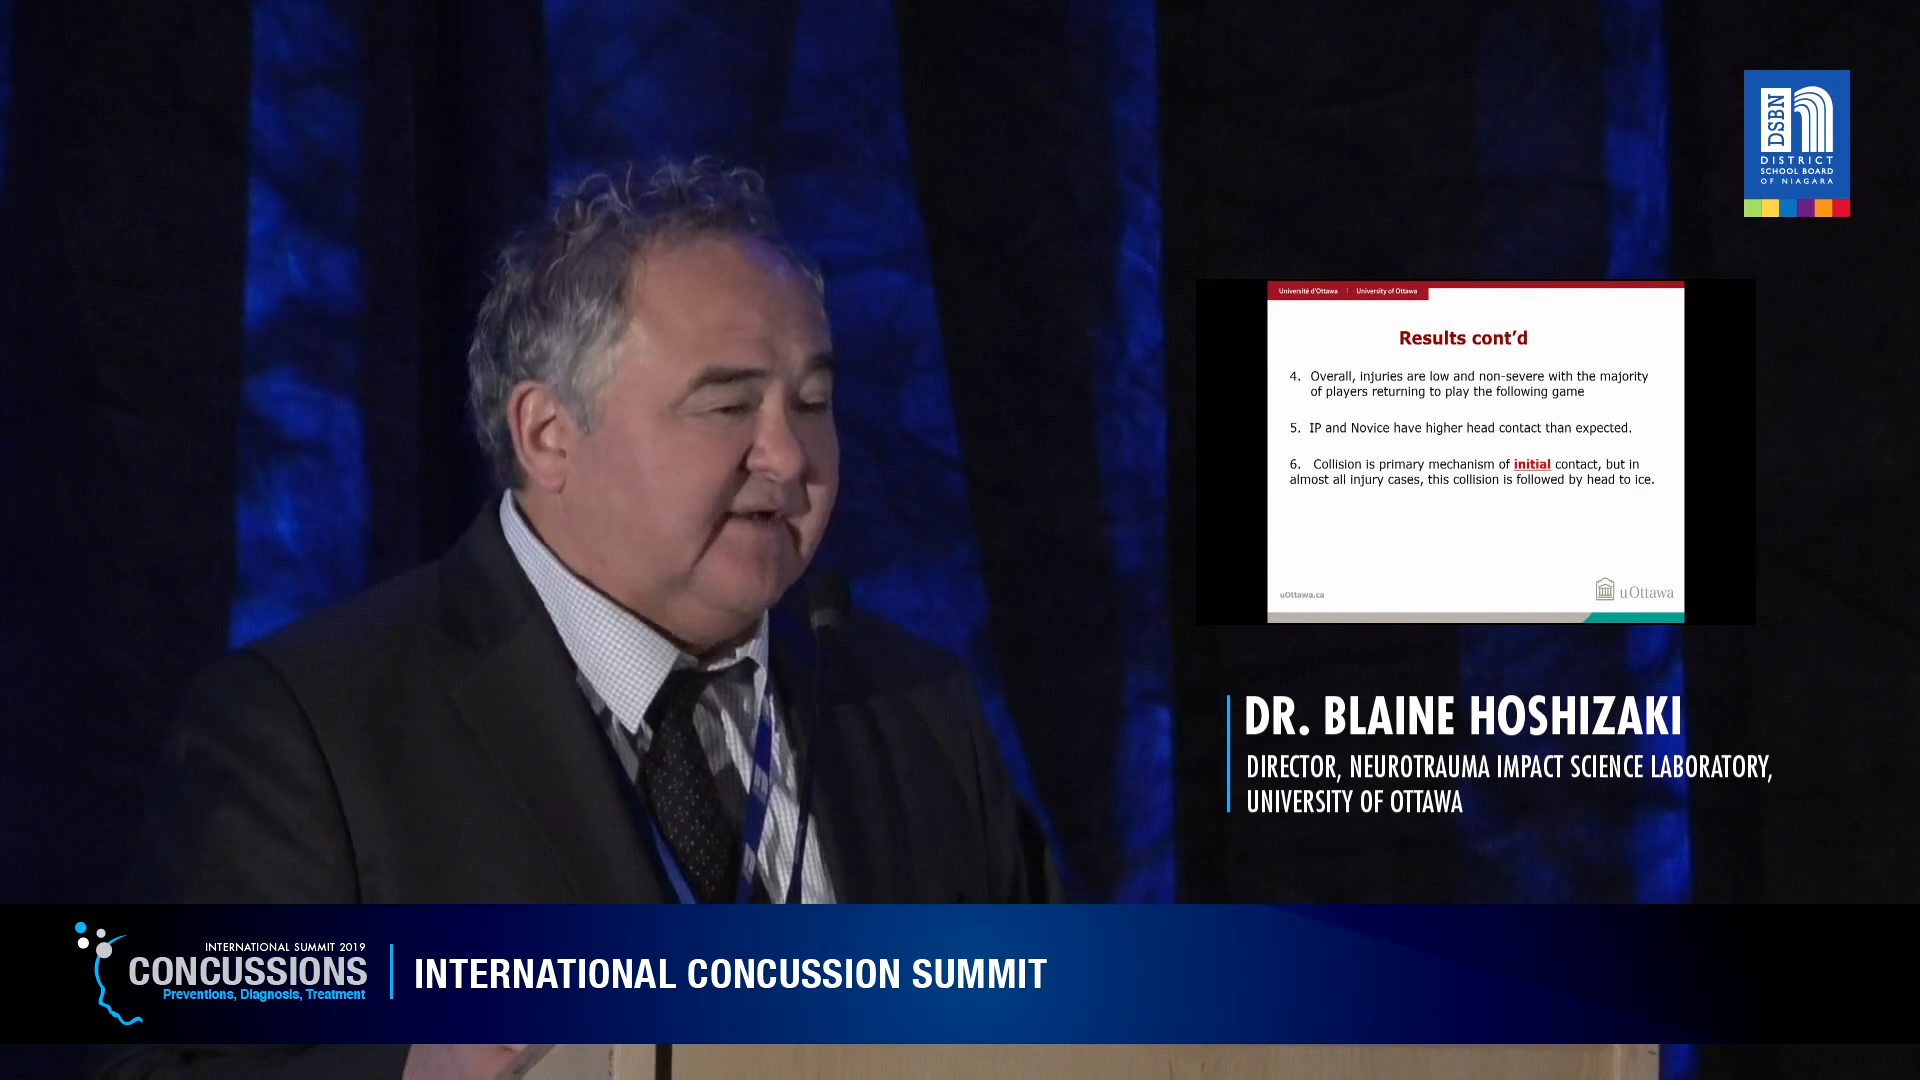 DSBN
DISTRICT
SCHOOL BOARD
OF NIAGARA
Université d'Ottawa | University of Ottawa
Results cont'd
4. Overall, injuries are low and non-severe with the majority
of players returning to play the following game
5. IP and Novice have higher head contact than expected.
6. Collision is primary mechanism of initial contact, but in
almost all injury cases, this collision is followed by head to ice.
uOttawa.ca
uOttawa
DR. BLAINE HOSHIZAKI
DIRECTOR, NEUROTRAUMA IMPACT SCIENCE LABORATORY,
UNIVERSITY OF OTTAWA
INTERNATIONAL SUMMIT 2019
CONCUSSIONS
Preventions, Diagnosis, Treatment
INTERNATIONAL CONCUSSION SUMMIT